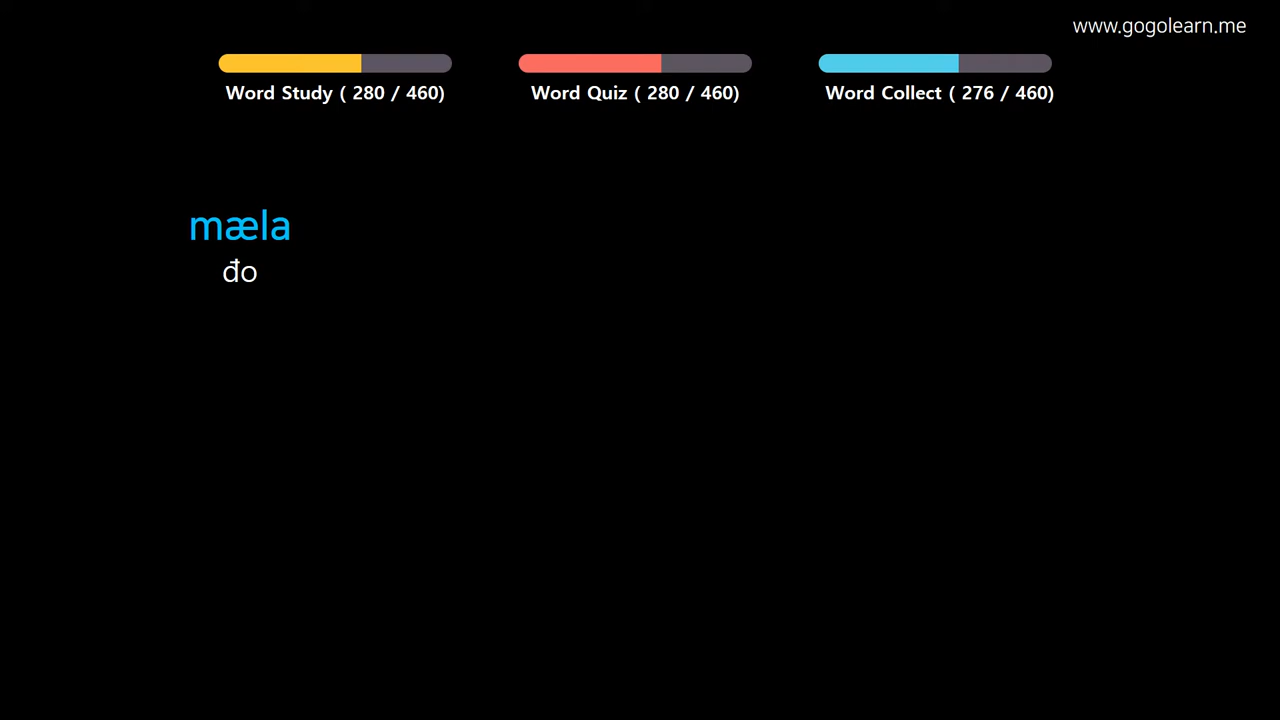 www.gogolearn.me
Word Study ( 280 / 460)
Word Quiz ( 280 / 460)
Word Collect ( 276 / 460)
mæla
đo